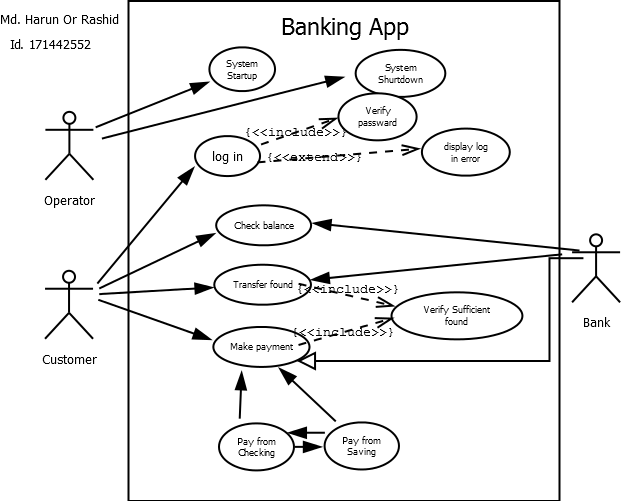 Md. Harun Or Rashid
Id. 171442552
Banking App
System
Startup
System
Shurtdown
Verify
passward
{<<include>>}
log in
{<<extend>>}
display log
in error
Operator
Check balance
Transfer found
{<<include>>}
Verify Sufficient
found
Bank
{<<include>>}
Make payment
Customer
Pay from
Checking
Pay from
Saving